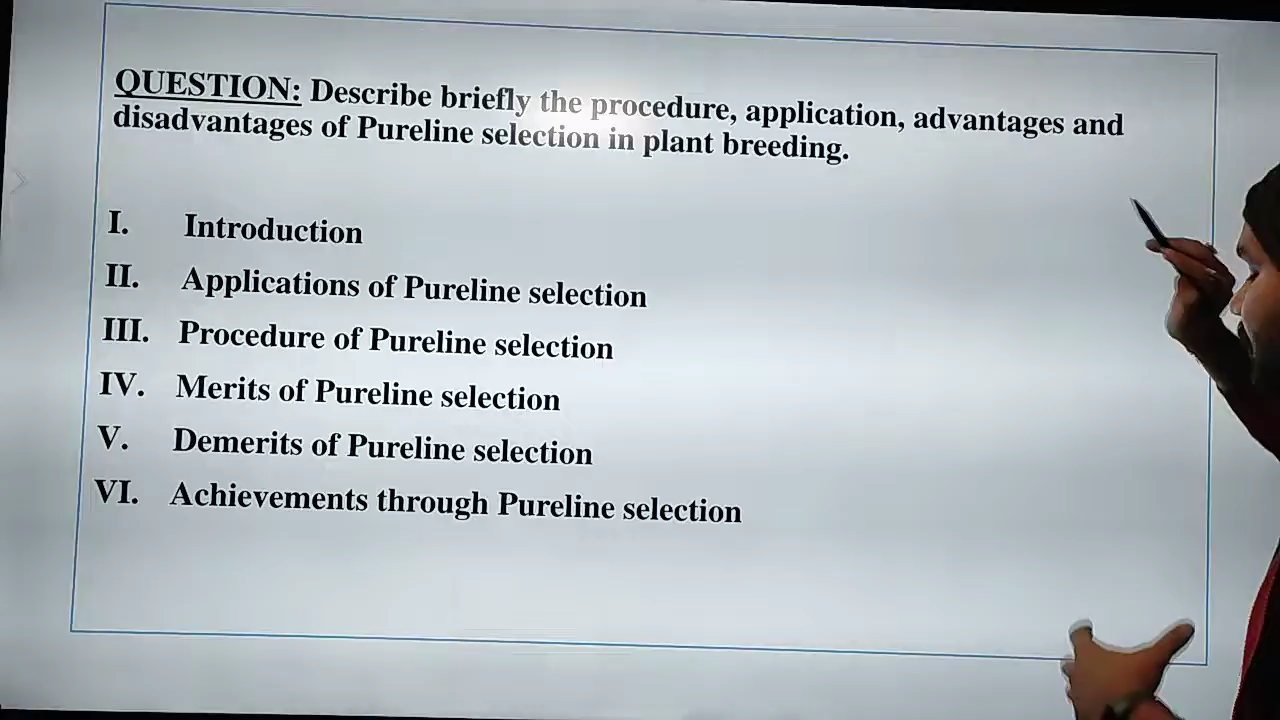 QUESTION: Describe briefly the procedure, application, advantages and
disadvantages of Pureline selection in plant breeding.
I. Introduction
II. Applications of Pureline selection
III. Procedure of Pureline selection
IV. Merits of Pureline selection
V. Demerits of Pureline selection
VI. Achievements through Pureline selection